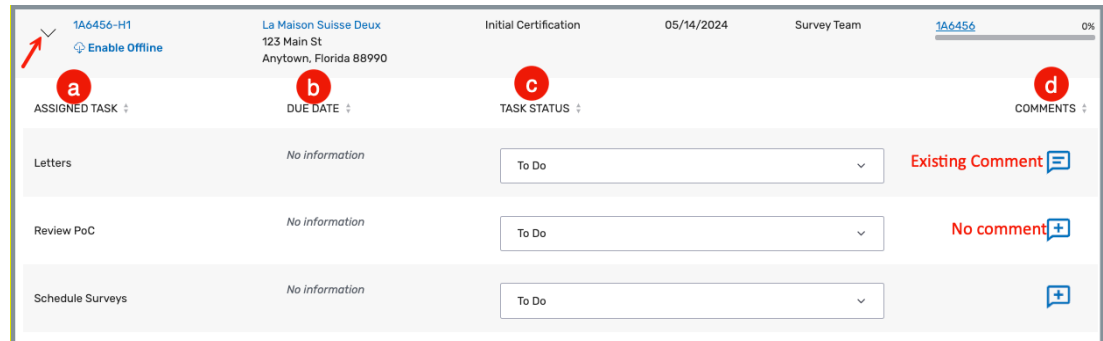 1A6456-H1 La Maison Suisse Deux Initial Certification 05/14/2024 Survey Team 1A6456 0%
Enable Offline 123 Main St
Anytown, Florida 88990
a b c d
ASSIGNED TASK DUE DATE TASK STATUS COMMENTS
Letters No information To Do Existing Comment
Review PoC No information To Do No comment
Schedule Surveys No information To Do